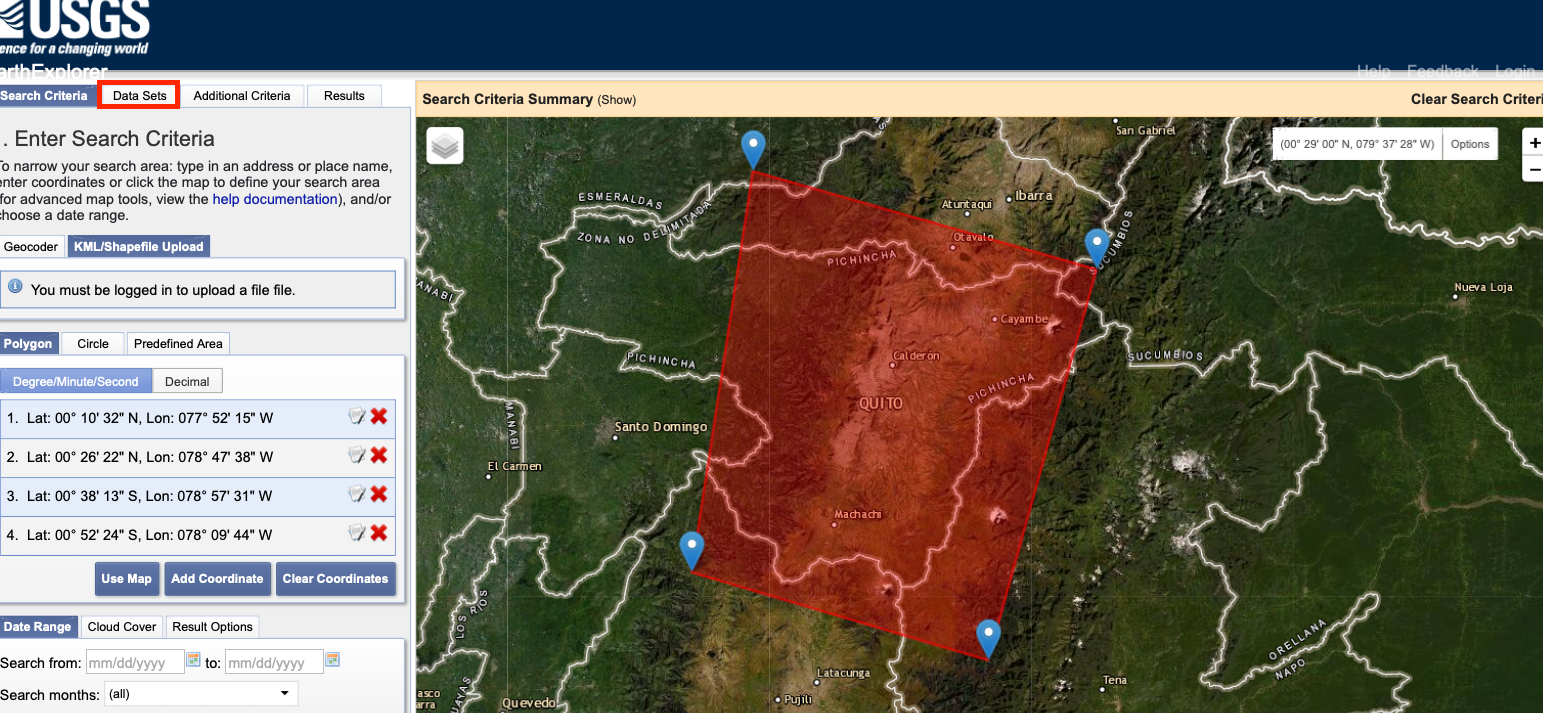 USGS
ence for a changing world
arthExplorer
Help Feedback Login
Search Criteria Data Sets Additional Criteria Results
Search Criteria Summary (Show)
Clear Search Criteri
. Enter Search Criteria
To narrow your search area: type in an address or place name,
enter coordinates or click the map to define your search area
for advanced map tools, view the help documentation), and/or
choose a date range.
Geocoder KML/Shapefile Upload
You must be logged in to upload a file file.
Polygon Circle Predefined Area
Degree/Minute/Second Decimal
1. Lat: 00° 10' 32" N, Lon: 077° 52' 15" W
2. Lat: 00° 26' 22" N, Lon: 078° 47' 38" W
3. Lat: 00° 38' 13" S, Lon: 078° 57' 31" W
4. Lat: 00° 52' 24" S, Lon: 078° 09' 44" W
Use Map Add Coordinate Clear Coordinates
Date Range Cloud Cover Result Options
Search from: mm/dd/yyyy to: mm/dd/yyyy
Search months: (all)
(00° 29' 00" N, 079° 37' 28" W) Options
+
−
AS
San Gabriel
ESMERALDAS
ZONA NO DELIMITADA
Atuntaqui
Ibarra
Otavalo
SUCUMBIOS
PICHINCHA
ANABI
Nueva Loja
Cayambe
PICHINCHA
Calderón
SUCUMBIOS
PICHINCHA
QUITO
MANABI
Santo Domingo
El Carmen
Machachi
LOS RIOS
ORELLANA
NAPO
Latacunga
Tena
Pujilí
Quevedo
UAYAS
asco
arra